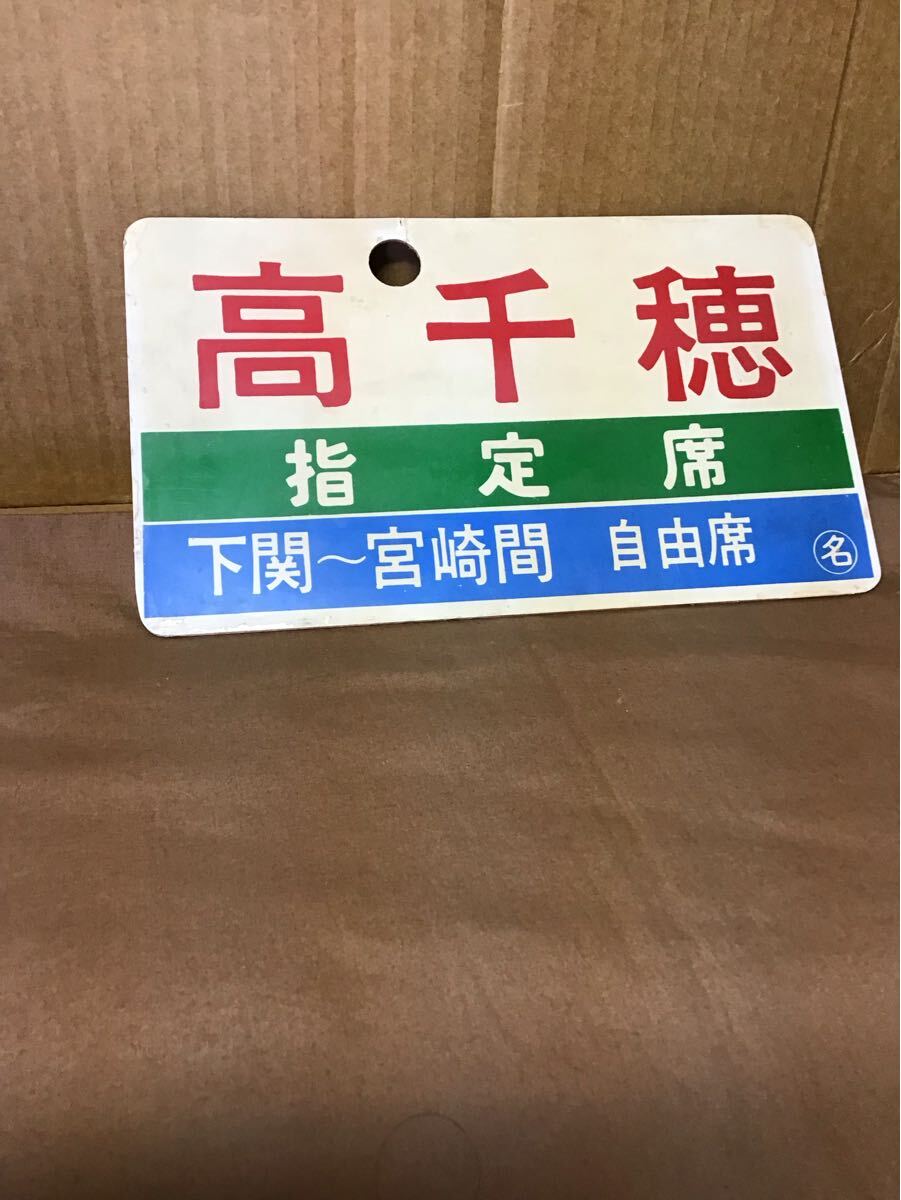 高千穂
指定席
下関～宮崎間 自由席 ㊔